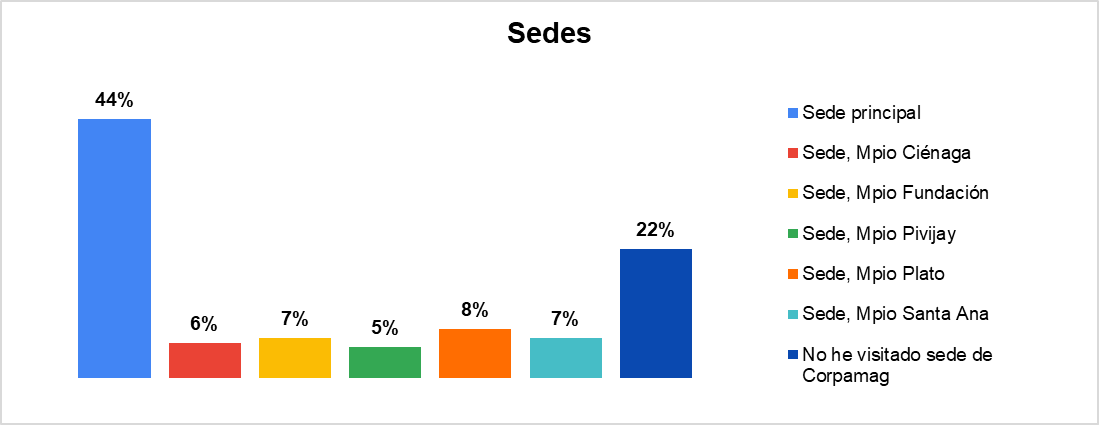 Sedes
44%
6%
7%
5%
8%
7%
22%
Sede principal
Sede, Mpio Ciénaga
Sede, Mpio Fundación
Sede, Mpio Pivijay
Sede, Mpio Plato
Sede, Mpio Santa Ana
No he visitado sede de
Corpamag